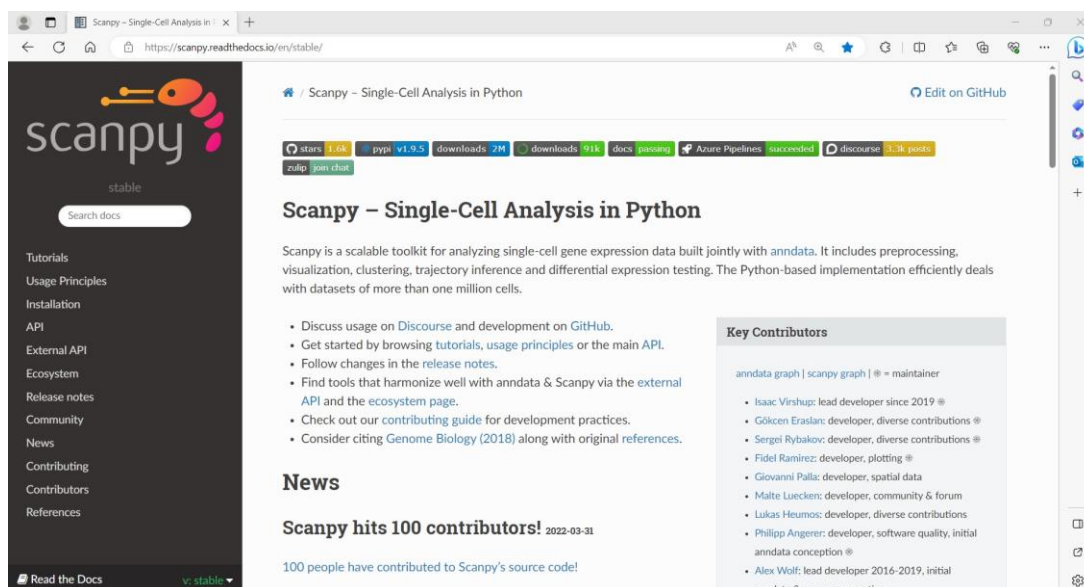 Scanpy – Single-Cell Analysis in
https://scanpy.readthedocs.io/en/stable/
scanpy
stable
Search docs
Tutorials
Usage Principles
Installation
API
External API
Ecosystem
Release notes
Community
News
Contributing
Contributors
References
Read the Docs
v: stable
/ Scanpy – Single-Cell Analysis in Python
Edit on GitHub
stars 1.6k pypi v1.9.5 downloads 2M downloads 91k docs passing Azure Pipelines succeeded discourse 3.3k posts
zulip join chat
Scanpy – Single-Cell Analysis in Python
Scanpy is a scalable toolkit for analyzing single-cell gene expression data built jointly with anndata. It includes preprocessing,
visualization, clustering, trajectory inference and differential expression testing. The Python-based implementation efficiently deals
with datasets of more than one million cells.
• Discuss usage on Discourse and development on GitHub.
• Get started by browsing tutorials, usage principles or the main API.
• Follow changes in the release notes.
• Find tools that harmonize well with anndata & Scanpy via the external
API and the ecosystem page.
• Check out our contributing guide for development practices.
• Consider citing Genome Biology (2018) along with original references.
News
Scanpy hits 100 contributors! 2022-03-31
100 people have contributed to Scanpy's source code!
Key Contributors
anndata graph | scanpy graph | = maintainer
• Isaac Virshup: lead developer since 2019
• Gökcen Eraslan: developer, diverse contributions
• Sergei Rybakov: developer, diverse contributions
• Fidel Ramirez: developer, plotting
• Giovanni Palla: developer, spatial data
• Malte Luecken: developer, community & forum
• Lukas Heumos: developer, diverse contributions
• Philipp Angerer: developer, software quality, initial
anndata conception
• Alex Wolf: lead developer 2016-2019, initial